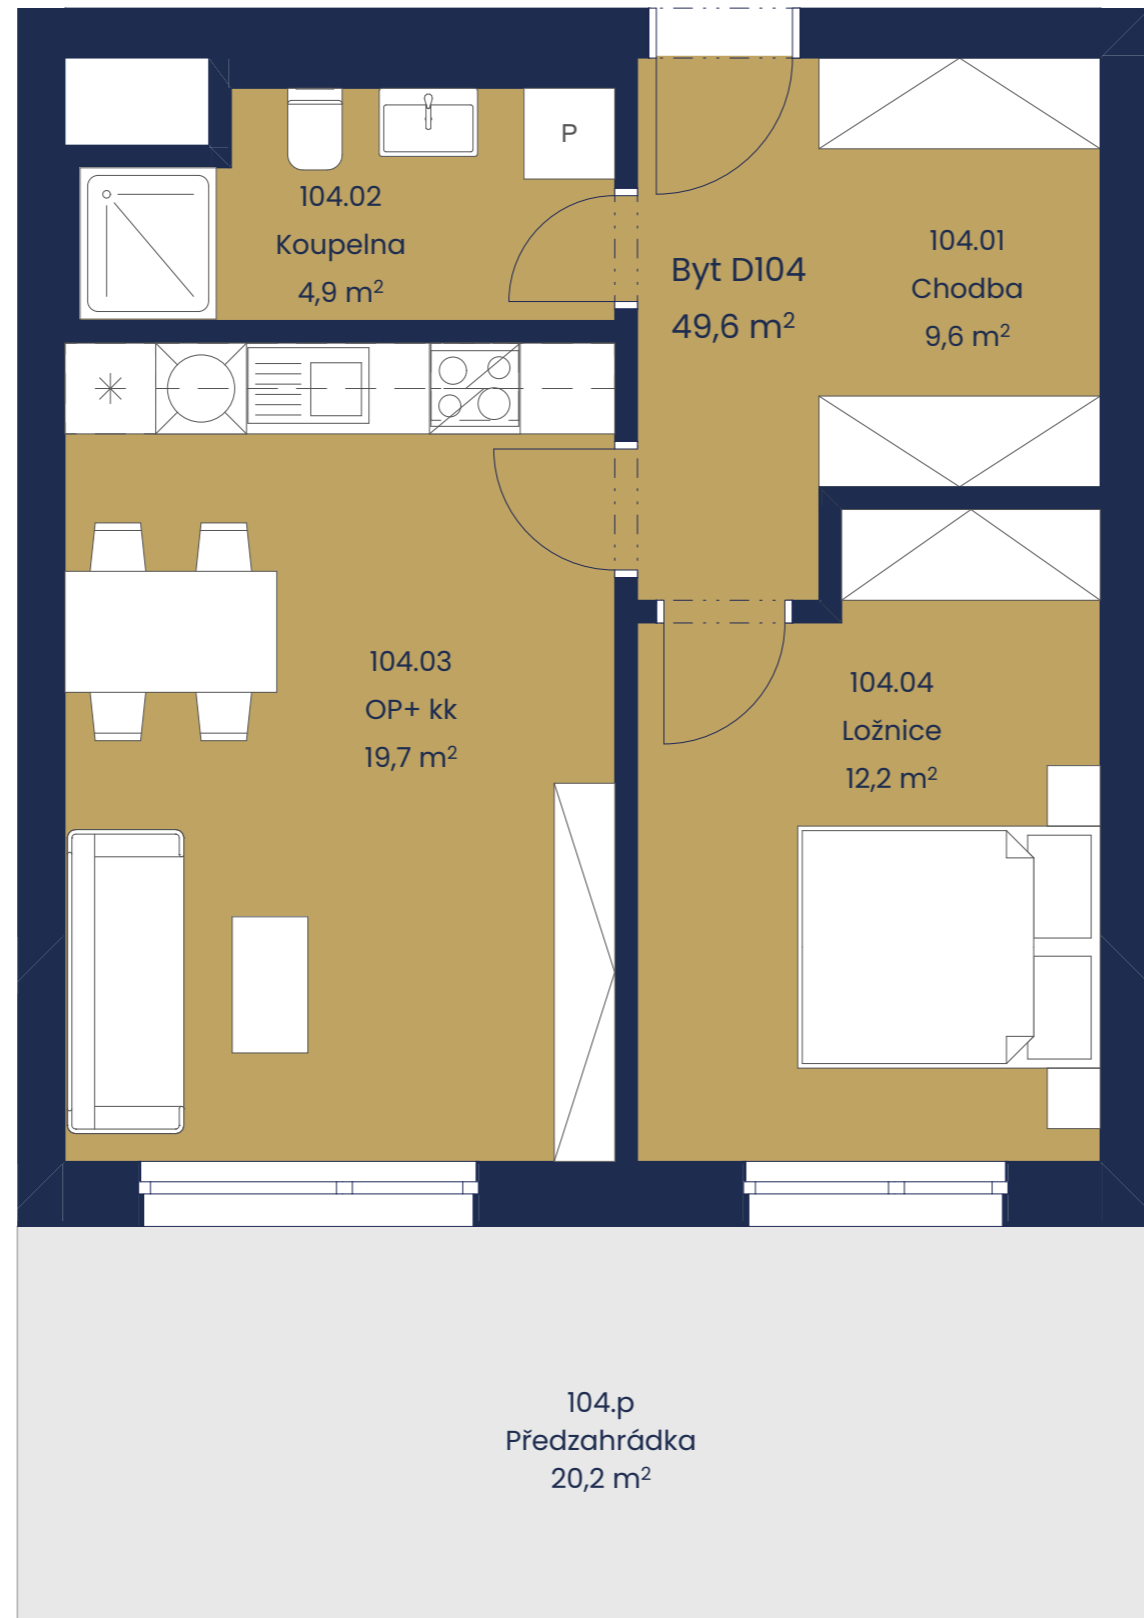 P
104.02
Koupelna
4,9 m²
Byt D104
49,6 m²
104.01
Chodba
9,6 m²
104.03
OP+ kk
19,7 m²
104.04
Ložnice
12,2 m²
104.p
Předzahrádka
20,2 m²